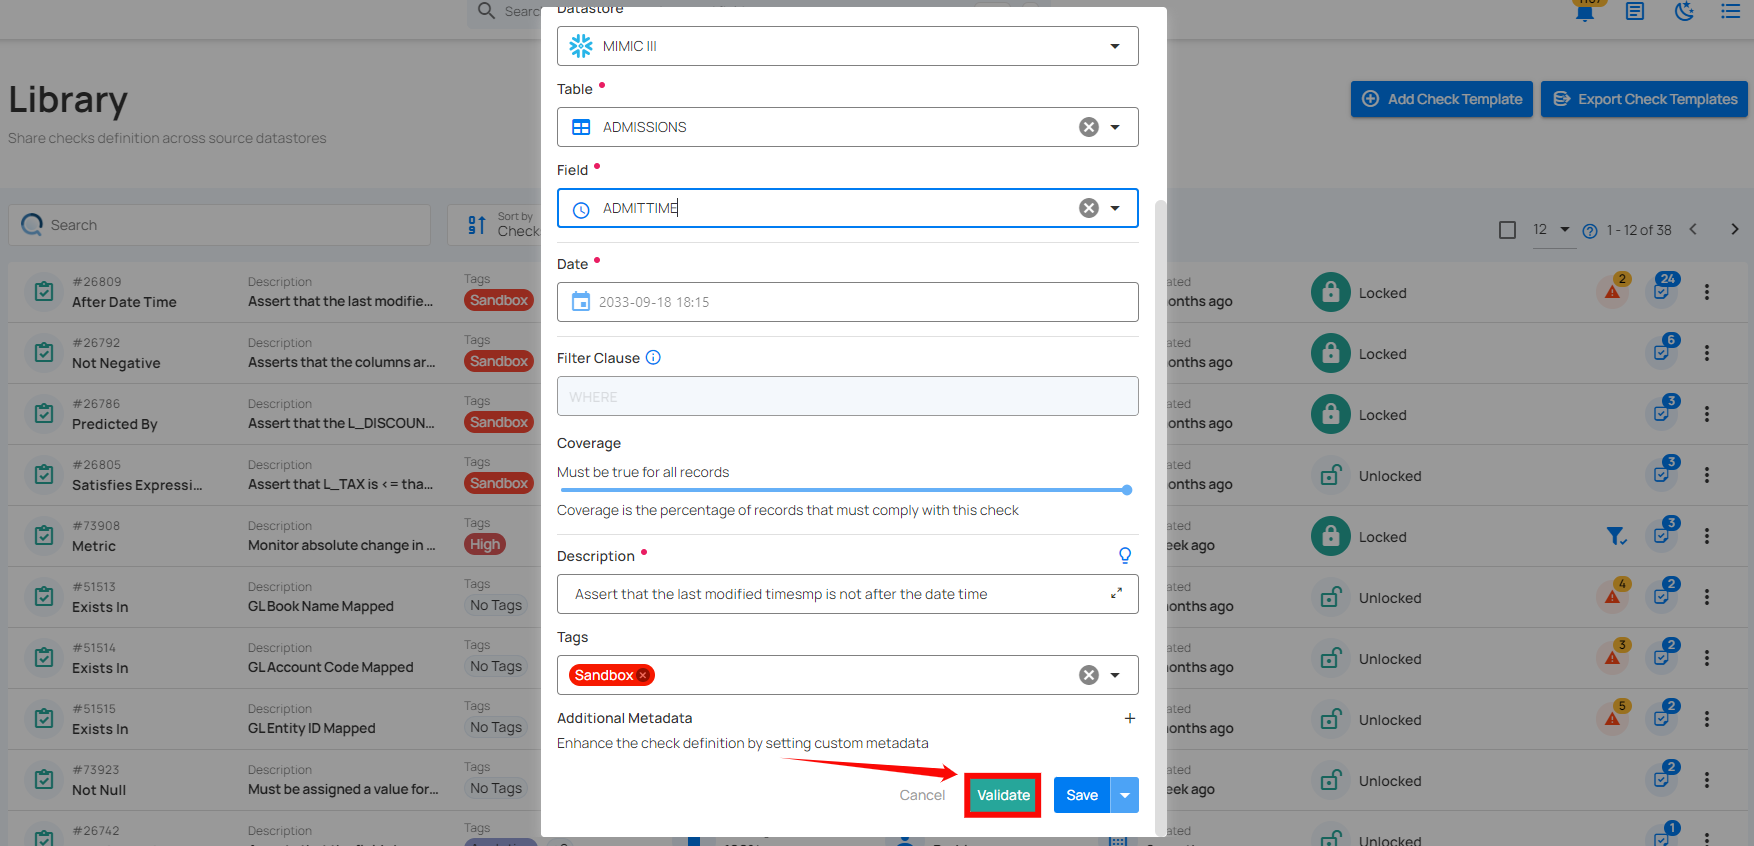 Datastore
MIMIC III
Table
ADMISSIONS
Field
ADMITTIME
Date
2033-09-18 18:15
Filter Clause
WHERE
Coverage
Must be true for all records
Coverage is the percentage of records that must comply with this check
Description
Assert that the last modified timesmp is not after the date time
Tags
Sandbox
Additional Metadata
Enhance the check definition by setting custom metadata
Cancel
Validate
Save
Library
Share checks definition across source datastores
Add Check Template
Export Check Templates
Search
Sort by
Check
12
1 - 12 of 38
#26809
After Date Time
Description
Assert that the last modifie...
Tags
Sandbox
ated
onths ago
Locked
2
24
#26792
Not Negative
Description
Asserts that the columns ar...
Tags
Sandbox
ated
onths ago
Locked
6
#26786
Predicted By
Description
Assert that the L_DISCOUN...
Tags
Sandbox
ated
onths ago
Locked
3
#26805
Satisfies Expressi...
Description
Assert that L_TAX is <= tha...
Tags
Sandbox
ated
onths ago
Unlocked
3
#73908
Metric
Description
Monitor absolute change in ...
Tags
High
ated
eek ago
Locked
3
#51513
Exists In
Description
GL Book Name Mapped
Tags
No Tags
ated
onths ago
Unlocked
4
2
#51514
Exists In
Description
GL Account Code Mapped
Tags
No Tags
ated
onths ago
Unlocked
3
2
#51515
Exists In
Description
GL Entity ID Mapped
Tags
No Tags
ated
onths ago
Unlocked
5
2
#73923
Not Null
Description
Must be assigned a value for...
Tags
No Tags
ated
eek ago
Unlocked
2
#26742
Description
Tags
ated
Unlocked
1